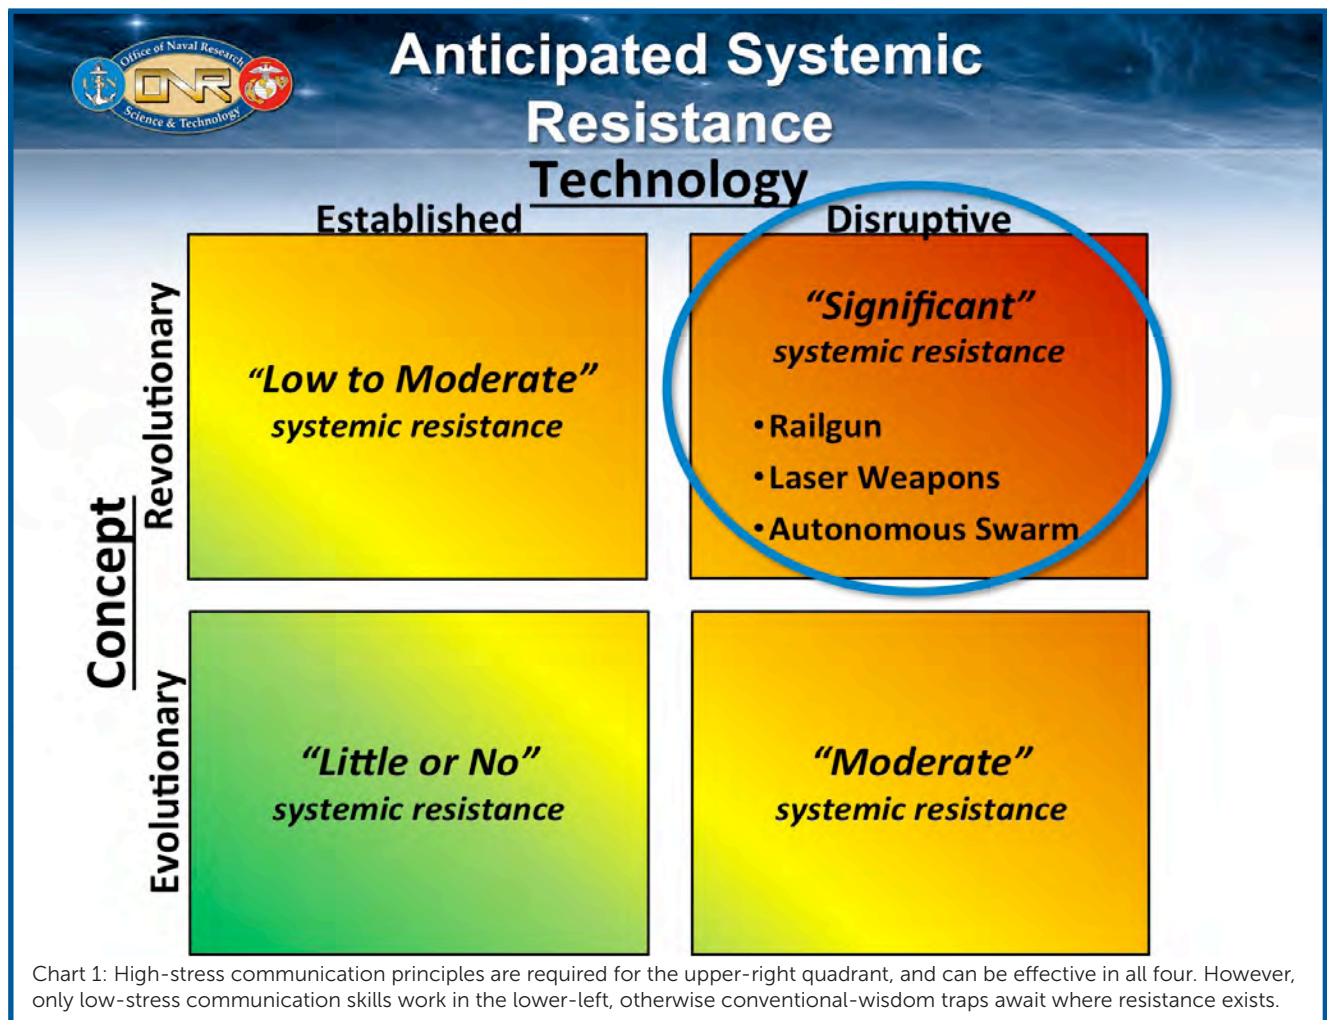 Office of Naval Research
ONR
Science & Technology
Anticipated Systemic
Resistance
Technology
Established
Disruptive
Concept
Revolutionary
“Low to Moderate”
systemic resistance
“Significant”
systemic resistance
•Railgun
•Laser Weapons
•Autonomous Swarm
Evolutionary
“Little or No”
systemic resistance
“Moderate”
systemic resistance
Chart 1: High-stress communication principles are required for the upper-right quadrant, and can be effective in all four. However,
only low-stress communication skills work in the lower-left, otherwise conventional-wisdom traps await where resistance exists.